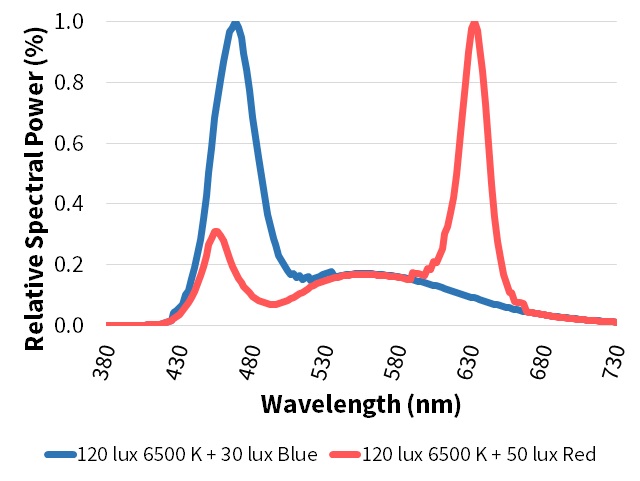 Relative Spectral Power (%)
1.0
0.8
0.6
0.4
0.2
0.0
380 430 480 530 580 630 680 730
Wavelength (nm)
120 lux 6500 K + 30 lux Blue 120 lux 6500 K + 50 lux Red